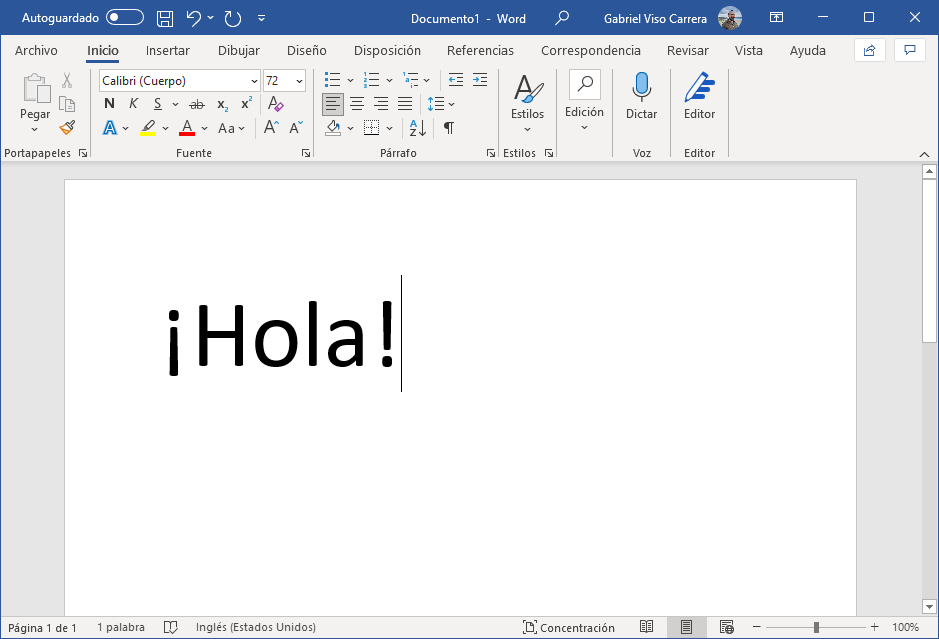 Autoguardado
Documento1 - Word
Gabriel Viso Carrera
Archivo Inicio Insertar Dibujar Diseño Disposición Referencias Correspondencia Revisar Vista Ayuda
Calibri (Cuerpo) 72
N K S ab x₂ x²
A A Aa A A
Pegar
Estilos
Edición
Dictar
Editor
Portapapeles Fuente Párrafo Estilos Voz Editor
¡Hola!
Página 1 de 1 1 palabra Inglés (Estados Unidos) Concentración 100%